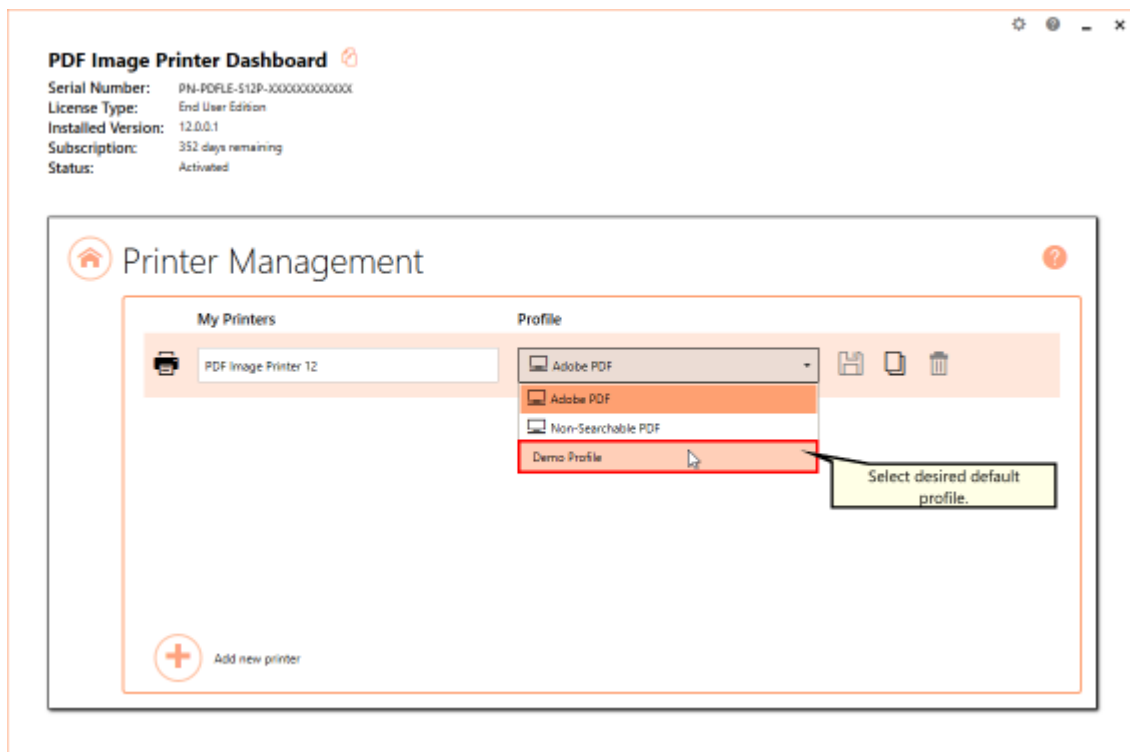 PDF Image Printer Dashboard
Serial Number: PN-PDFLE-S12P-XXXXXXXXXXXX
License Type: End User Edition
Installed Version: 12.0.0.1
Subscription: 352 days remaining
Status: Activated
Printer Management
My Printers Profile
PDF Image Printer 12 Adobe PDF
Adobe PDF
Non-Searchable PDF
Demo Profile
Select desired default
profile.
Add new printer